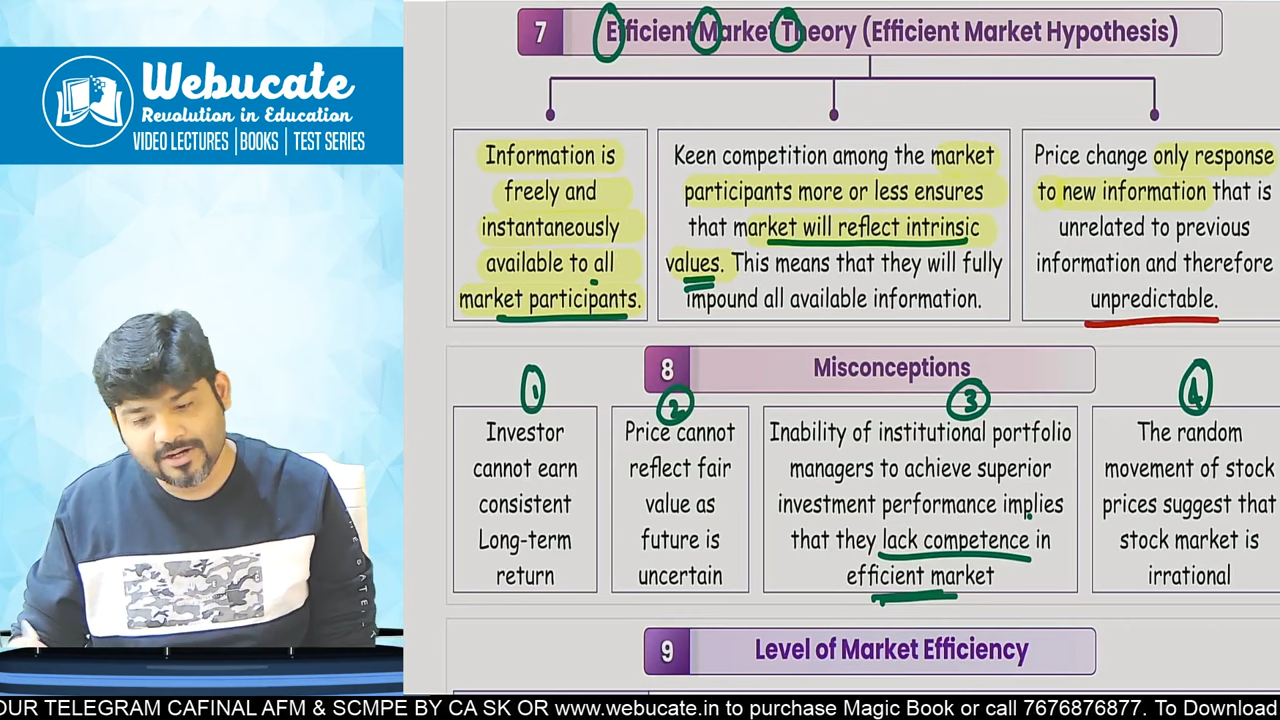 Webucate
Revolution in Education
VIDEO LECTURES | BOOKS | TEST SERIES
7 Efficient Market Theory (Efficient Market Hypothesis)
Information is
freely and
instantaneously
available to all
market participants.
Keen competition among the market
participants more or less ensures
that market will reflect intrinsic
values. This means that they will fully
impound all available information.
Price change only response
to new information that is
unrelated to previous
information and therefore
unpredictable.
8 Misconceptions
1
Investor
cannot earn
consistent
Long-term
return
2
Price cannot
reflect fair
value as
future is
uncertain
3
Inability of institutional portfolio
managers to achieve superior
investment performance implies
that they lack competence in
efficient market
4
The random
movement of stock
prices suggest that
stock market is
irrational
9 Level of Market Efficiency
OUR TELEGRAM CAFINAL AFM & SCMPE BY CA SK OR www.webucate.in to purchase Magic Book or call 7676876877. To Download